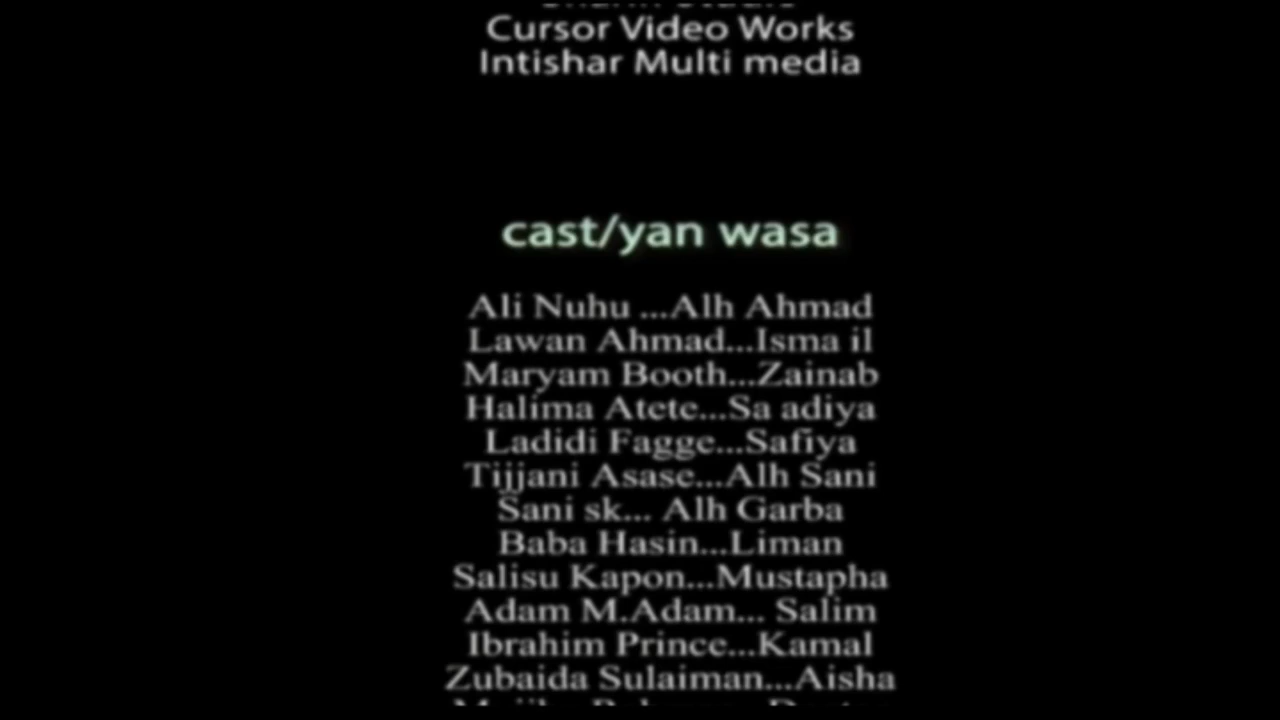 Cursor Video Works
Intishar Multi media
cast/yan wasa
Ali Nuhu ...Alh Ahmad
Lawan Ahmad...Isma il
Maryam Booth...Zainab
Halima Atete...Sa adiya
Ladidi Fagge...Safiya
Tijjani Asase...Alh Sani
Sani sk... Alh Garba
Baba Hasin...Liman
Salisu Kapon...Mustapha
Adam M.Adam... Salim
Ibrahim Prince...Kamal
Zubaida Sulaiman...Aisha